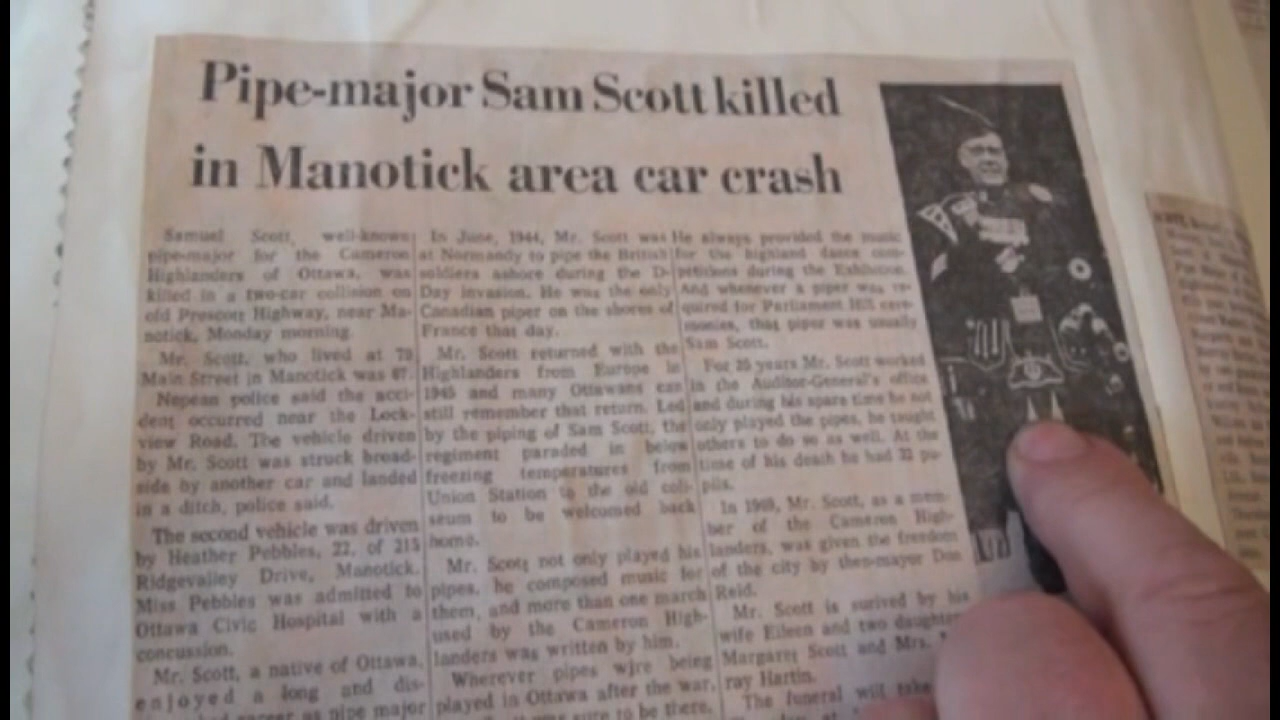 Pipe-major Sam Scott killed
in Manotick area car crash
Samuel Scott, well-known
pipe-major for the Cameron
Highlanders of Ottawa, was
killed in a two-car collision on
old Prescott Highway, near Ma-
notick, Monday morning.
Mr. Scott, who lived at
Main Street in Manotick was 67.
Nepean police said the acci-
dent occurred near the Lock-
view Road. The vehicle driven
by Mr. Scott was struck broad-
side by another car and landed
in a ditch, police said.
The second vehicle was driven
by Heather Pebbles, 22, of 215
Ridgevalley Drive, Manotick.
Miss Pebbles was admitted to
Ottawa Civic Hospital with a
concussion.
Mr. Scott, a native of Ottawa,
enjoyed a long and dis-
career as pipe major
In June, 1944, Mr. Scott was
at Normandy to pipe the British
soldiers ashore during the D-
Day invasion. He was the only
Canadian piper on the shores of
France that day.
Mr. Scott returned with the
Highlanders from Europe in
1945 and many Ottawans can
still remember that return. Led
by the piping of Sam Scott, the
regiment paraded in below
freezing temperatures from
Union Station to the old coli-
seum to be welcomed back
home.
Mr. Scott not only played his
pipes, he composed music for
them, and more than one march
used by the Cameron High-
landers was written by him.
Wherever pipes wjre being
played in Ottawa after the war,
sure to be there.
He always provided the music
for the highland dance com-
petitions during the Exhibition.
And whenever a piper was re-
quired for Parliament Hill cere-
monies, that piper was usually
Sam Scott.
For 25 years Mr. Scott worked
in the Auditor-General's office
and during his spare time he not
only played the pipes, he taught
others to do so as well. At the
time of his death he had 32 pu-
pils.
In 1969, Mr. Scott, as a mem-
ber of the Cameron High-
landers, was given the freedom
of the city by then-mayor Don
Reid.
Mr. Scott is surived by his
wife Eileen and two daughters
Margaret Scott and Mrs.
ray Hartin.
The funeral will take